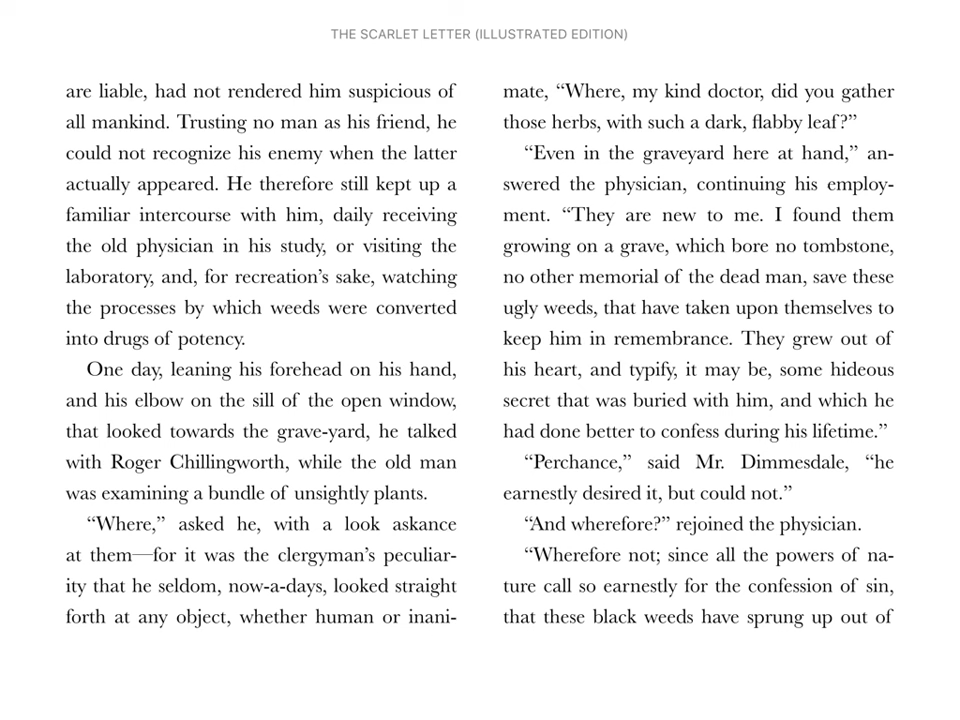 THE SCARLET LETTER (ILLUSTRATED EDITION)
are liable, had not rendered him suspicious of
all mankind. Trusting no man as his friend, he
could not recognize his enemy when the latter
actually appeared. He therefore still kept up a
familiar intercourse with him, daily receiving
the old physician in his study, or visiting the
laboratory, and, for recreation’s sake, watching
the processes by which weeds were converted
into drugs of potency.
One day, leaning his forehead on his hand,
and his elbow on the sill of the open window,
that looked towards the grave-yard, he talked
with Roger Chillingworth, while the old man
was examining a bundle of unsightly plants.
“Where,” asked he, with a look askance
at them—for it was the clergyman’s peculiar-
ity that he seldom, now-a-days, looked straight
forth at any object, whether human or inani-
mate, “Where, my kind doctor, did you gather
those herbs, with such a dark, flabby leaf?”
“Even in the graveyard here at hand,” an-
swered the physician, continuing his employ-
ment. “They are new to me. I found them
growing on a grave, which bore no tombstone,
no other memorial of the dead man, save these
ugly weeds, that have taken upon themselves to
keep him in remembrance. They grew out of
his heart, and typify, it may be, some hideous
secret that was buried with him, and which he
had done better to confess during his lifetime.”
“Perchance,” said Mr. Dimmesdale, “he
earnestly desired it, but could not.”
“And wherefore?” rejoined the physician.
“Wherefore not; since all the powers of na-
ture call so earnestly for the confession of sin,
that these black weeds have sprung up out of